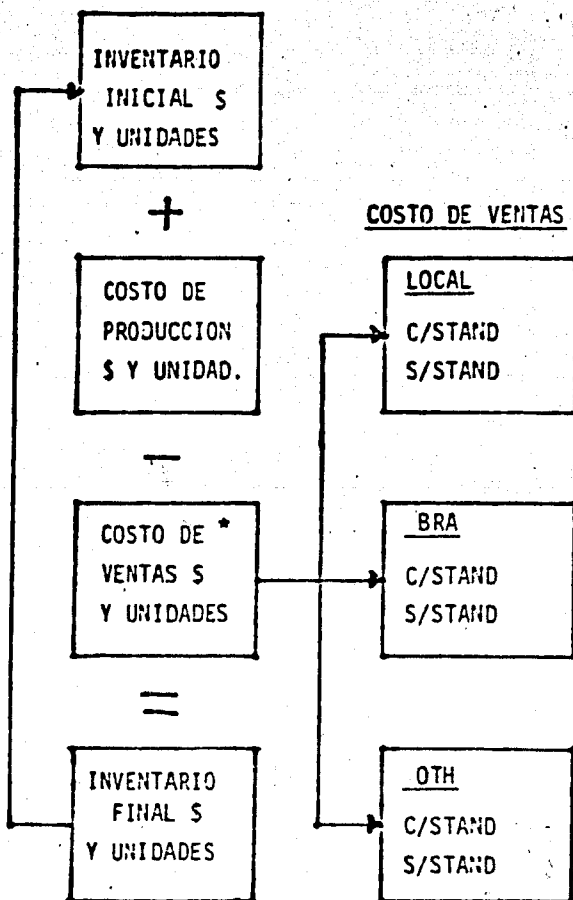 INVENTARIO
INICIAL $
Y UNIDADES
+
COSTO DE
PRODUCCION
$ Y UNIDAD.
-
COSTO DE *
VENTAS $
Y UNIDADES
=
INVENTARIO
FINAL $
Y UNIDADES
COSTO DE VENTAS
LOCAL
C/STAND
S/STAND
BRA
C/STAND
S/STAND
OTH
C/STAND
S/STAND